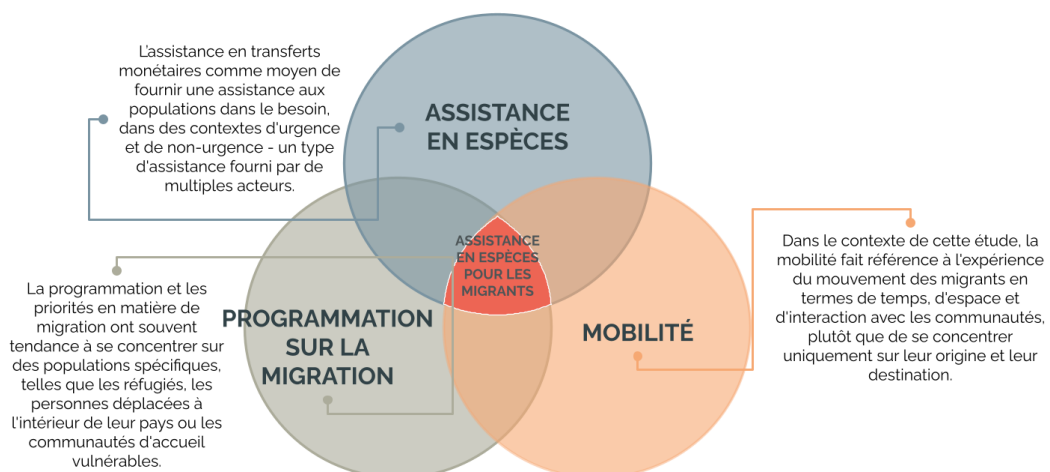 L'assistance en transferts
monétaires comme moyen de
fournir une assistance aux
populations dans le besoin,
dans des contextes d'urgence
et de non-urgence - un type
d'assistance fourni par de
multiples acteurs.
ASSISTANCE
EN ESPÈCES
ASSISTANCE
EN ESPÈCES
POUR LES
MIGRANTS
La programmation et les
priorités en matière de
migration ont souvent
tendance à se concentrer sur
des populations spécifiques,
telles que les réfugiés, les
personnes déplacées à
l'intérieur de leur pays ou les
communautés d'accueil
vulnérables.
PROGRAMMATION
SUR LA
MIGRATION
MOBILITÉ
Dans le contexte de cette étude, la
mobilité fait référence à l'expérience
du mouvement des migrants en
termes de temps, d'espace et
d'interaction avec les communautés,
plutôt que de se concentrer
uniquement sur leur origine et leur
destination.